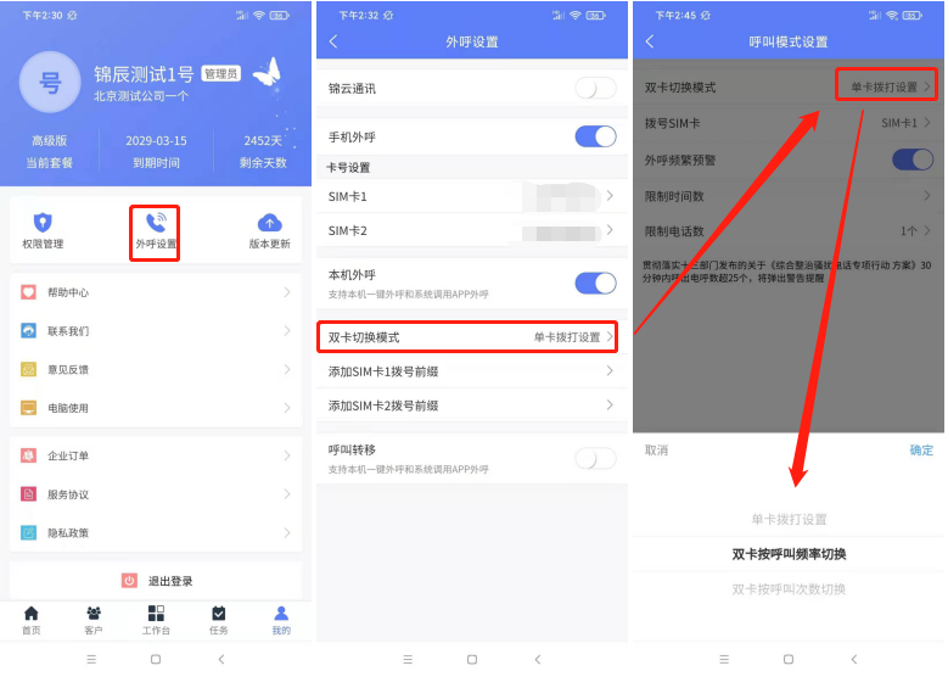 下午2:30
36
号
锦辰测试1号 管理员
北京测试公司一个
高级版 2029-03-15 2452天
当前套餐 到期时间 剩余天数
权限管理 外呼设置 版本更新
帮助中心
联系我们
意见反馈
电脑使用
企业订单
服务协议
隐私政策
退出登录
首页 客户 工作台 任务 我的
下午2:32
36
外呼设置
锦云通讯
手机外呼
卡号设置
SIM卡1
SIM卡2
本机外呼
支持本机一键外呼和系统调用APP外呼
双卡切换模式 单卡拨打设置
添加SIM卡1拨号前缀
添加SIM卡2拨号前缀
呼叫转移
支持本机一键外呼和系统调用APP外呼
下午2:45
35
呼叫模式设置
双卡切换模式 单卡拨打设置
拨号SIM卡 SIM卡1
外呼频繁预警
限制时间数
限制电话数 1个
贯彻落实十三部门发布的关于《综合整治骚扰电话专项行动 方案》30
分钟内呼出电呼数超25个，将弹出警告提醒
取消 确定
单卡拨打设置
双卡按呼叫频率切换
双卡按呼叫次数切换